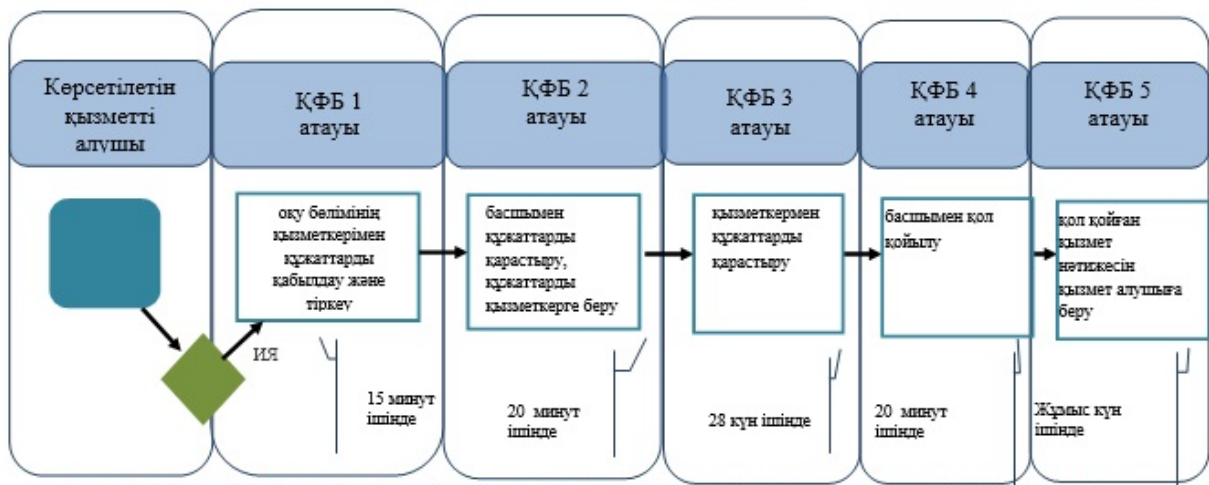 Көрсетілетін
қызметті
алушы
ҚФБ 1
атауы
ҚФБ 2
атауы
ҚФБ 3
атауы
ҚФБ 4
атауы
ҚФБ 5
атауы
оқу бөлімінің
қызметкерімен
құжаттарды
қабылдау және
тіркеу
басшымен
құжаттарды
қарастыру,
құжаттарды
қызметкерге беру
қызметкермен
құжаттарды
қарастыру
басшымен қол
қойылу
қол қойған
қызмет
нәтижесін
қызмет алушыға
беру
ИЯ
15 минут
ішінде
20 минут
ішінде
28 күн ішінде
20 минут
ішінде
Жұмыс күн
ішінде